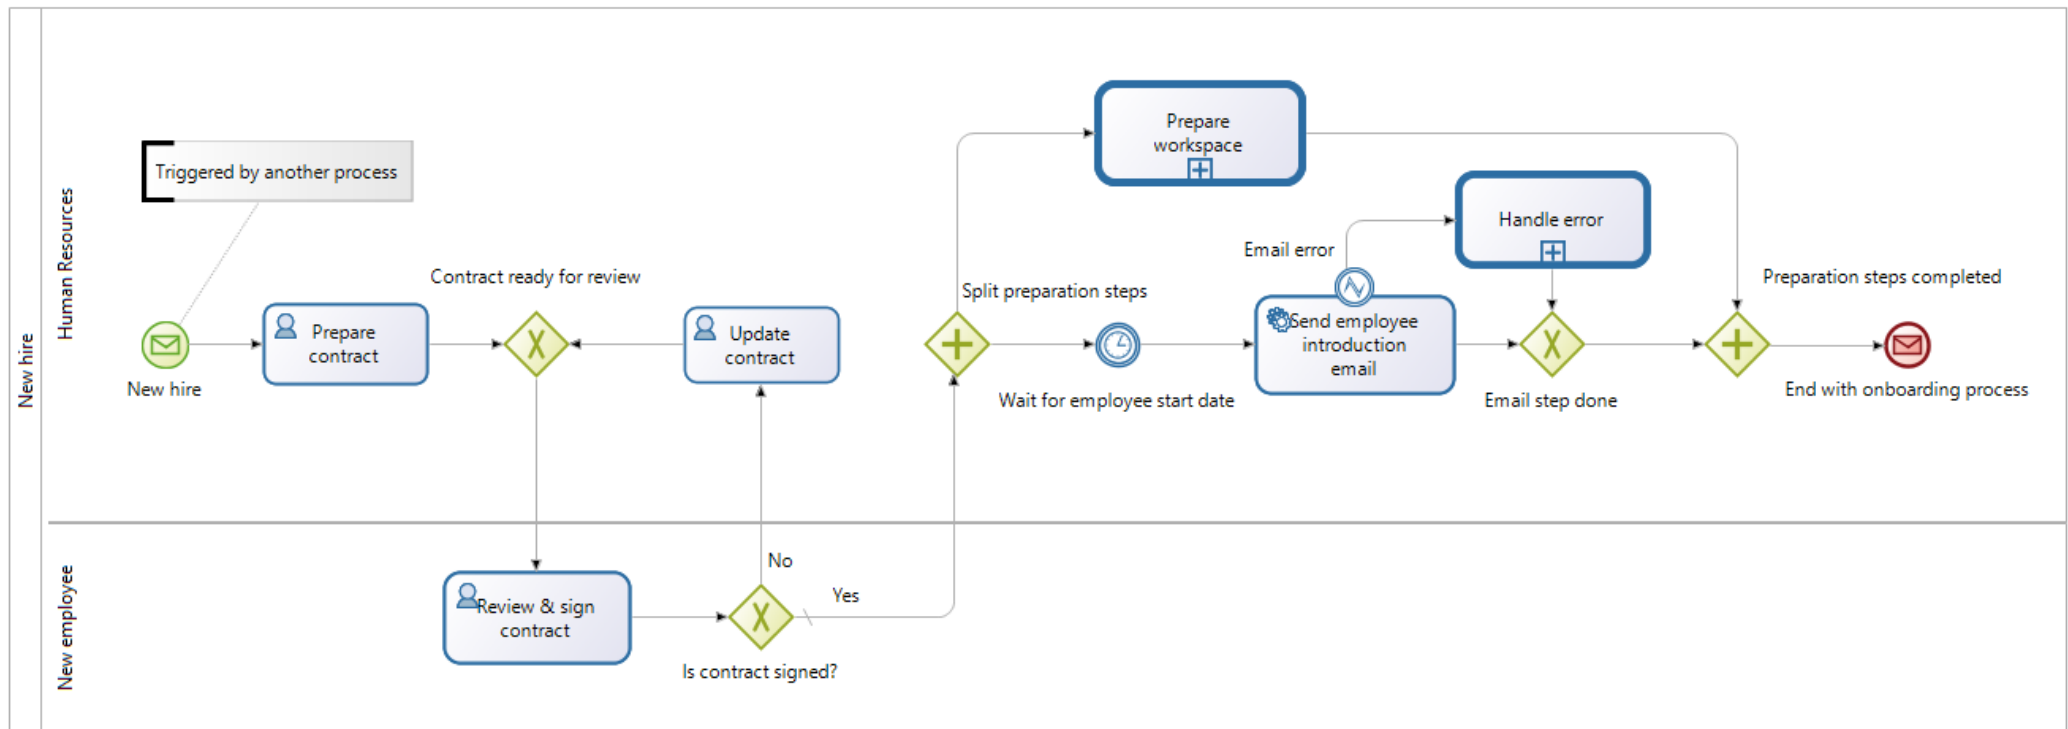 New hire
Human Resources
New employee
Triggered by another process
New hire
Prepare
contract
Contract ready for review
Update
contract
Review & sign
contract
No
Yes
Is contract signed?
Split preparation steps
Prepare
workspace
Wait for employee start date
Email error
Handle error
Send employee
introduction
email
Email step done
Preparation steps completed
End with onboarding process